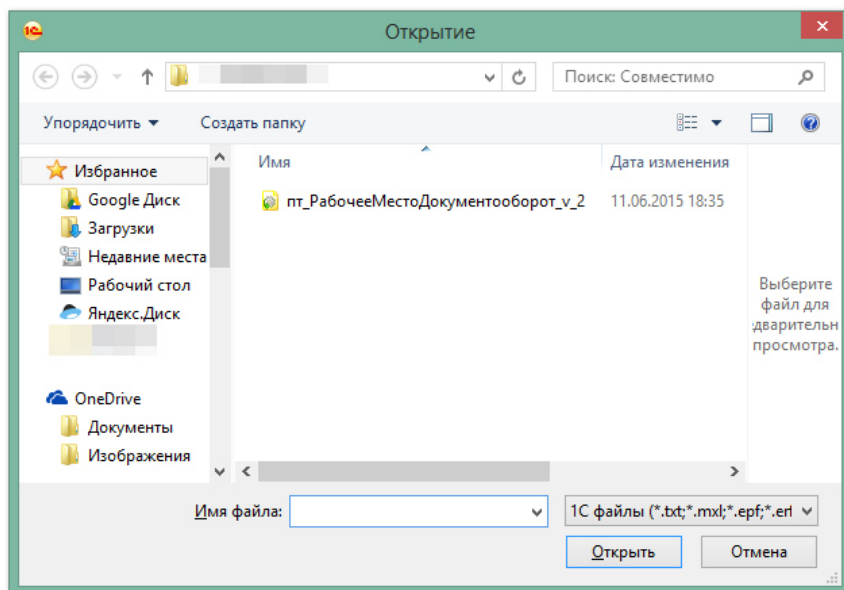 1С
Открытие
Поиск: Совместимо
Упорядочить
Создать папку
Избранное
Google Диск
Загрузки
Недавние места
Рабочий стол
Яндекс.Диск
OneDrive
Документы
Изображения
Имя
Дата изменения
пт_РабочееМестоДокументооборот_v_2
11.06.2015 18:35
Выберите
файл для
:дварительн
просмотра.
Имя файла:
1С файлы (*.txt;*.mxl;*.epf;*.erf
Открыть
Отмена